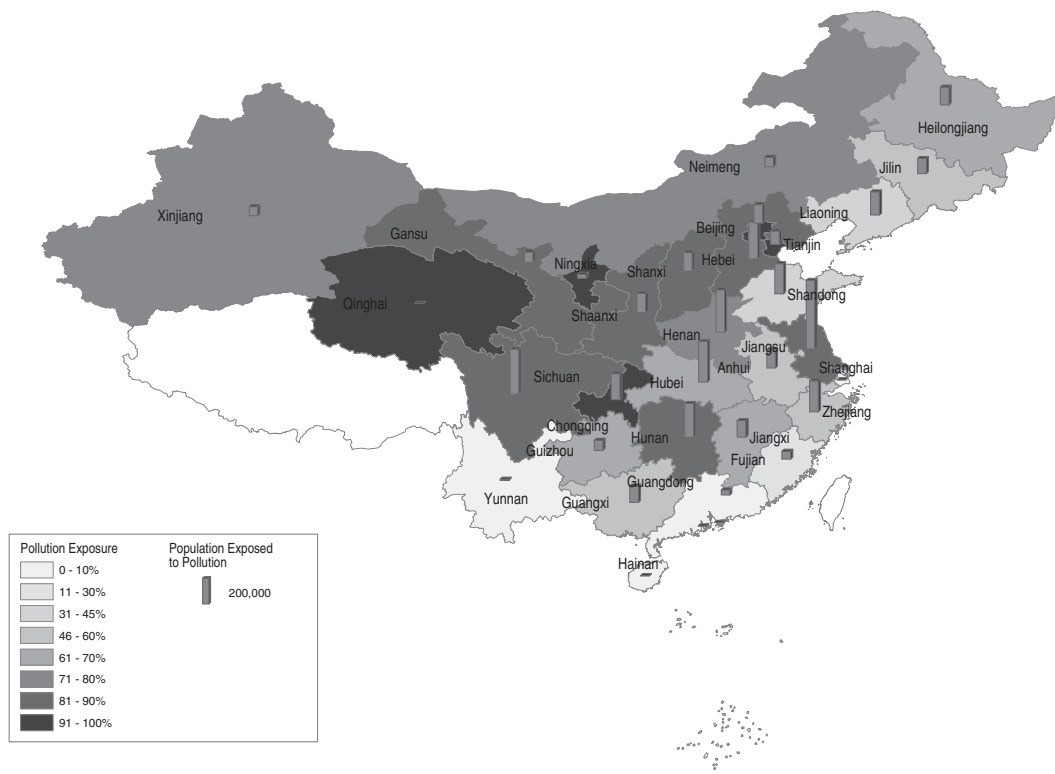 Heilongjiang
Jilin
Neimeng
Liaoning
Xinjiang
Gansu
Beijing
Tianjin
Ningxia
Shanxi
Hebei
Qinghai
Shandong
Shaanxi
Henan
Jiangsu
Anhui
Shanghai
Sichuan
Hubei
Zhejiang
Chongqing
Hunan
Jiangxi
Guizhou
Fujian
Guangdong
Yunnan
Guangxi
Hainan
Pollution Exposure
0 - 10%
11 - 30%
31 - 45%
46 - 60%
61 - 70%
71 - 80%
81 - 90%
91 - 100%
Population Exposed
to Pollution
200,000